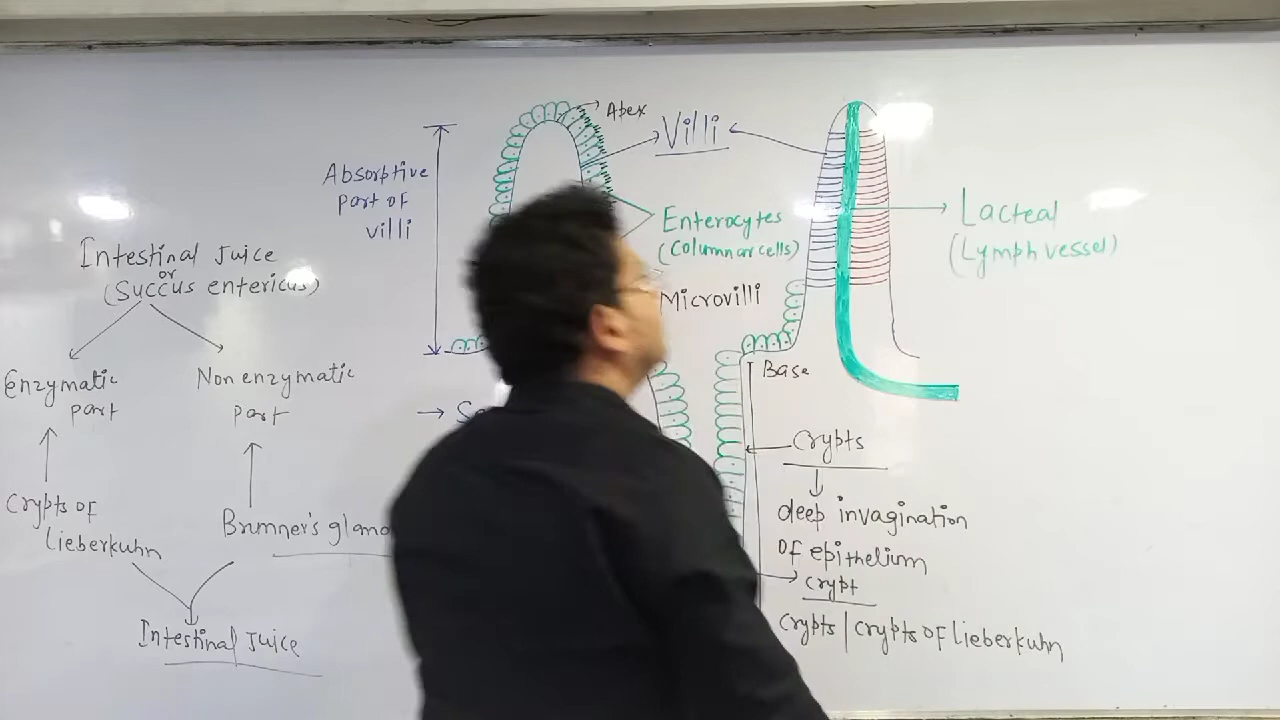 Intestinal Juice
or
(Succus entericus)
Enzymatic
part
Non enzymatic
part
Crypts of
Lieberkuhn
Brunner's
Intestinal Juice
Absorptive
part of
villi
Apex
Villi
Enterocytes
(Columnar cells)
Microvilli
Lacteal
(Lymph vessel)
Base
Crypts
deep invagination
of epithelium
crypt
Crypts | Crypts of Lieberkuhn